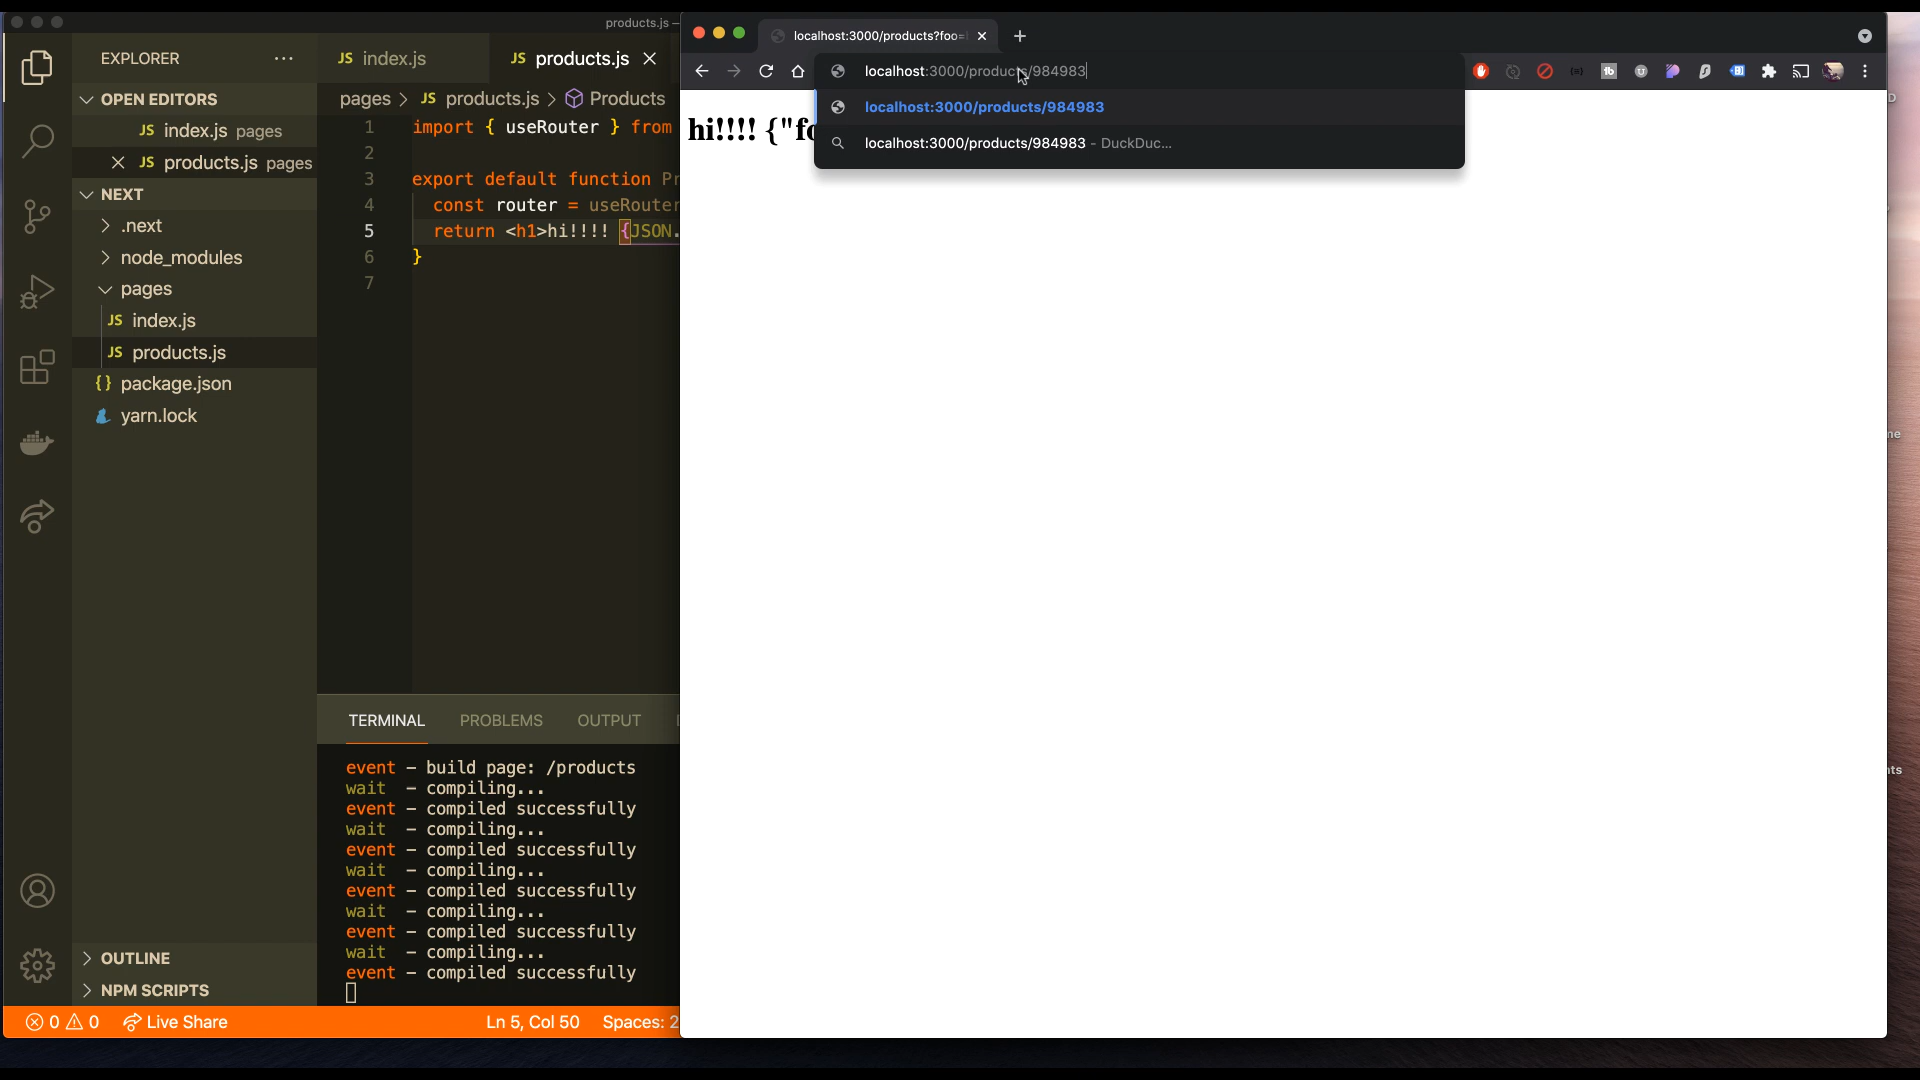 products.js —
EXPLORER ···
JS index.js
JS products.js
OPEN EDITORS
JS index.js pages
JS products.js pages
NEXT
.next
node_modules
pages
JS index.js
JS products.js
{} package.json
yarn.lock
OUTLINE
NPM SCRIPTS
pages > JS products.js > Products
1 import { useRouter } from
2
3 export default function Pr
4 const router = useRouter
5 return <h1>hi!!!! {JSON.
6 }
7
TERMINAL PROBLEMS OUTPUT
event - build page: /products
wait - compiling...
event - compiled successfully
wait - compiling...
event - compiled successfully
wait - compiling...
event - compiled successfully
wait - compiling...
event - compiled successfully
wait - compiling...
event - compiled successfully
0 0 Live Share Ln 5, Col 50 Spaces: 2
localhost:3000/products?foo=
localhost:3000/products/984983
localhost:3000/products/984983
localhost:3000/products/984983 - DuckDuc...
hi!!!! {"fo